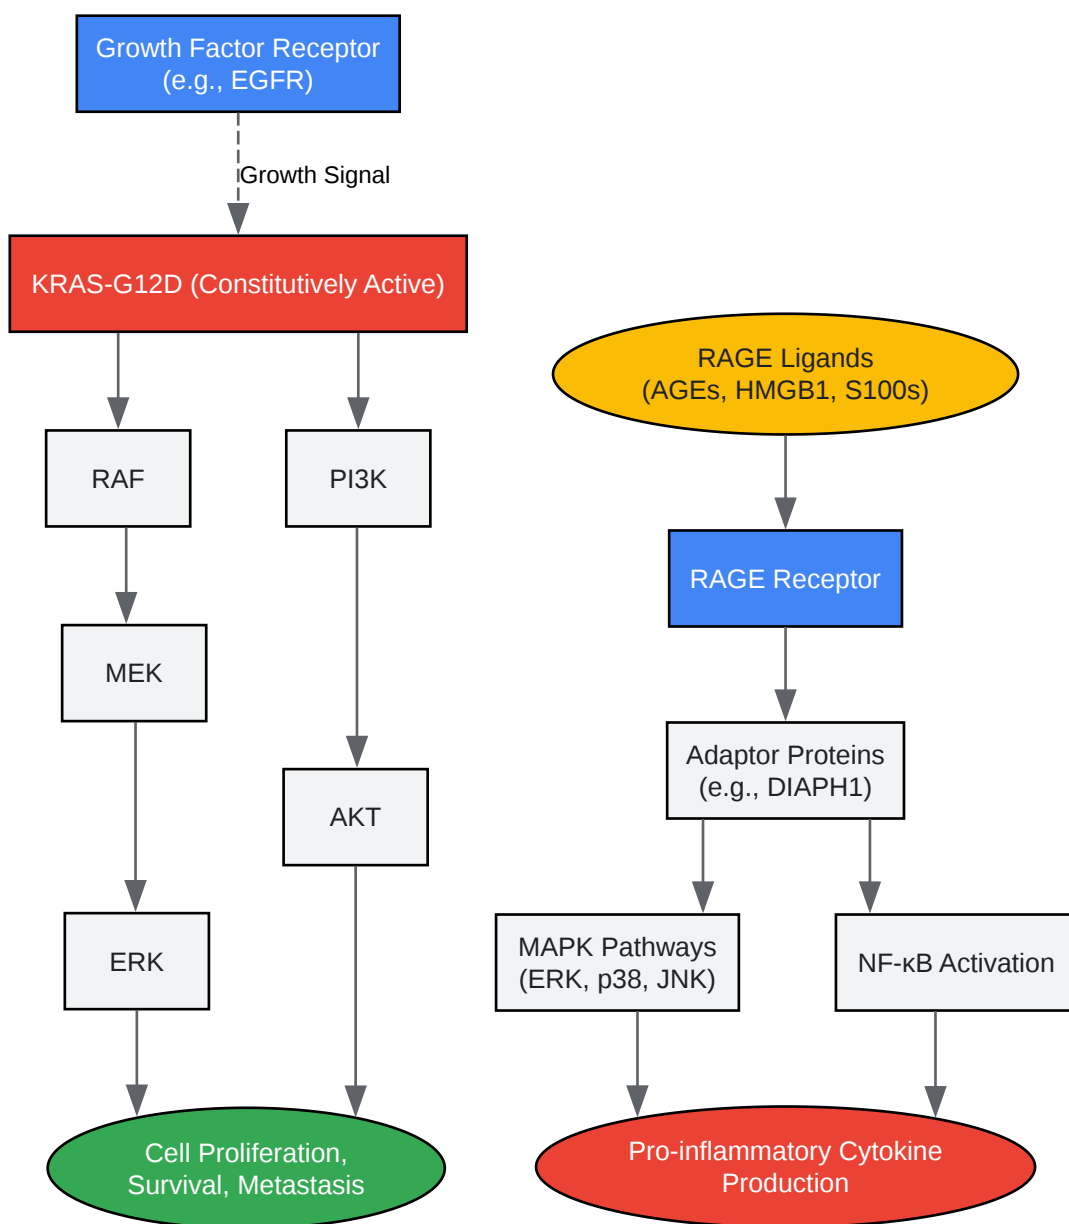 Growth Factor Receptor
(e.g., EGFR)
Growth Signal
KRAS-G12D (Constitutively Active)
RAF
PI3K
MEK
AKT
ERK
Cell Proliferation,
Survival, Metastasis
RAGE Ligands
(AGEs, HMGB1, S100s)
RAGE Receptor
Adaptor Proteins
(e.g., DIAPH1)
MAPK Pathways
(ERK, p38, JNK)
NF-κB Activation
Pro-inflammatory Cytokine
Production